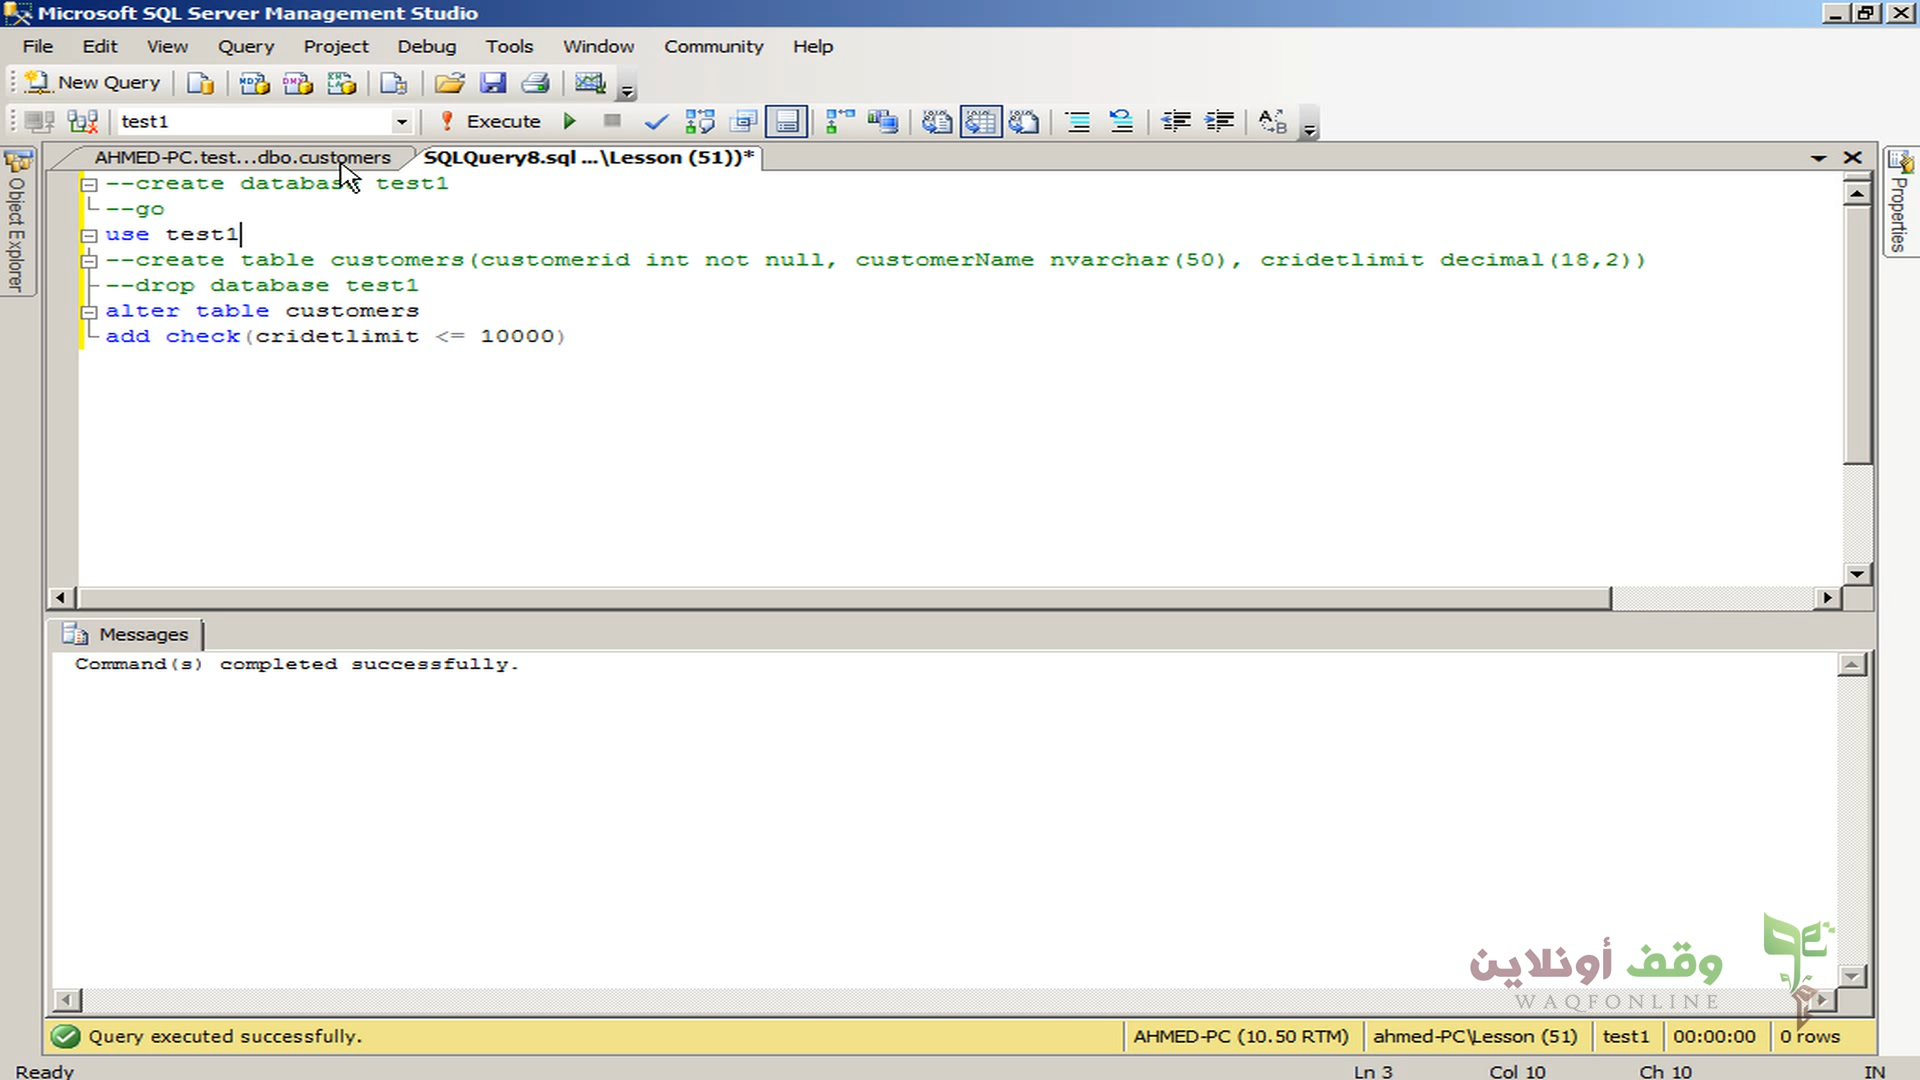 Microsoft SQL Server Management Studio
File Edit View Query Project Debug Tools Window Community Help
New Query
test1 Execute
AHMED-PC.test...dbo.customers SQLQuery8.sql ...\Lesson (51))*
Object Explorer
Properties
--create database test1
--go
use test1
--create table customers(customerid int not null, customerName nvarchar(50), cridetlimit decimal(18,2))
--drop database test1
alter table customers
add check(cridetlimit <= 10000)
Messages
Command(s) completed successfully.
وقف أونلاين
WAQFONLINE
Query executed successfully. AHMED-PC (10.50 RTM) ahmed-PC\Lesson (51) test1 00:00:00 0 rows
Ready Ln 3 Col 10 Ch 10 IN